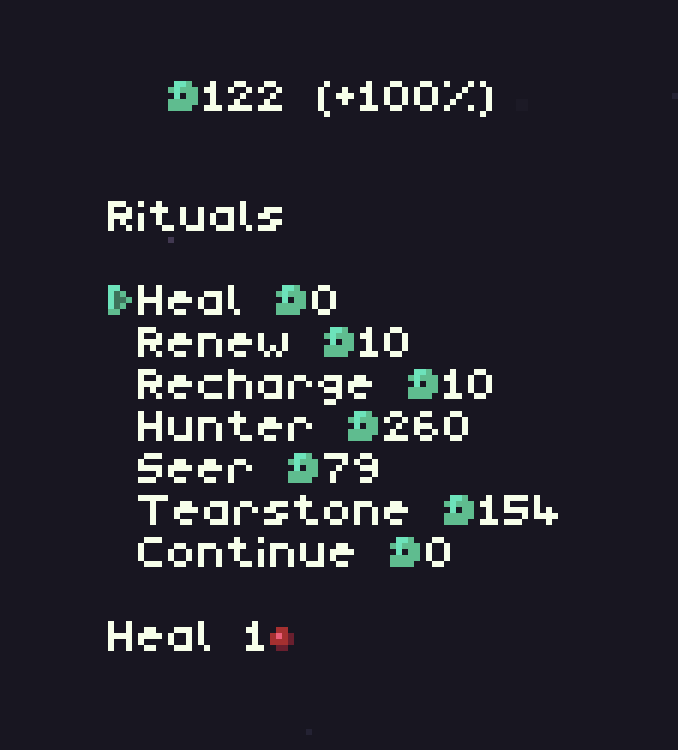 122 (+100%)
Rituals
Heal 0
Renew 10
Recharge 10
Hunter 260
Seer 79
Tearstone 154
Continue 0
Heal 1